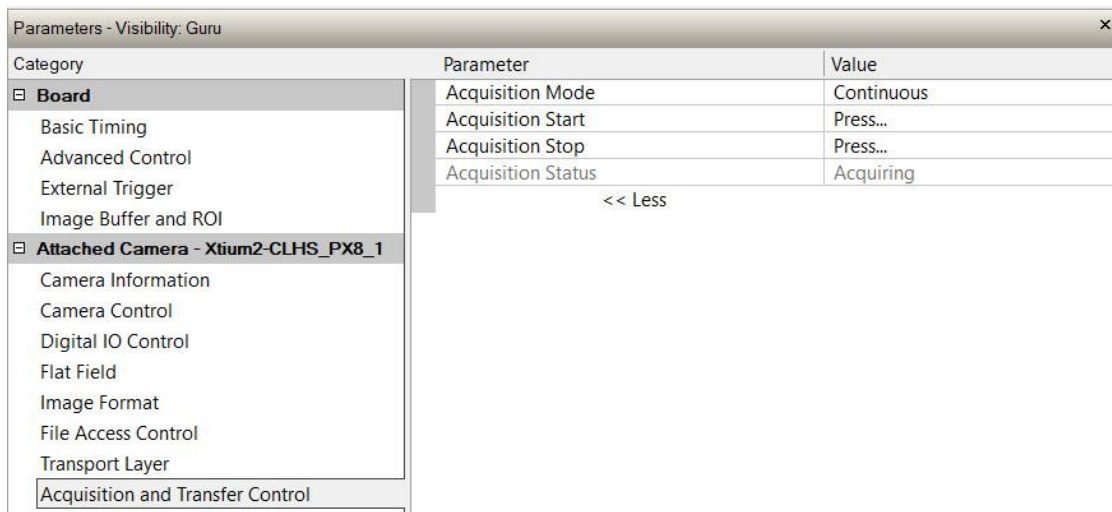 Parameters - Visibility: Guru
×
Category
Parameter
Value
Board
Basic Timing
Advanced Control
External Trigger
Image Buffer and ROI
Attached Camera - Xtium2-CLHS_PX8_1
Camera Information
Camera Control
Digital IO Control
Flat Field
Image Format
File Access Control
Transport Layer
Acquisition and Transfer Control
Acquisition Mode Continuous
Acquisition Start Press...
Acquisition Stop Press...
Acquisition Status Acquiring
<< Less